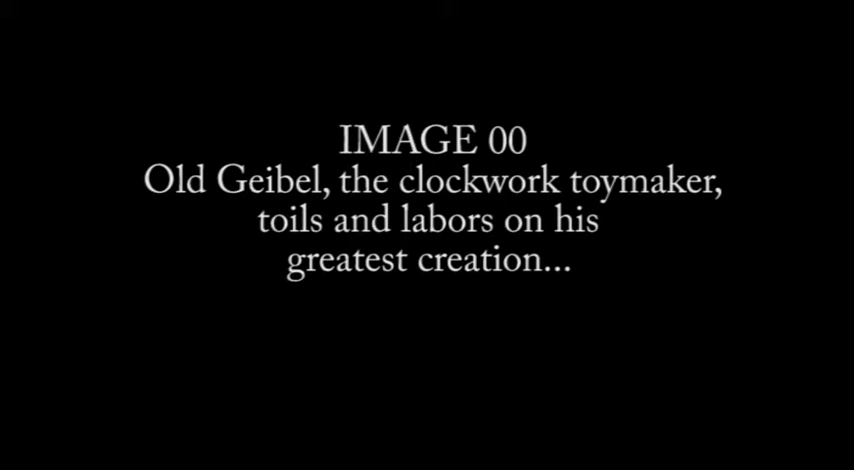 IMAGE 00
Old Geibel, the clockwork toymaker,
toils and labors on his
greatest creation...